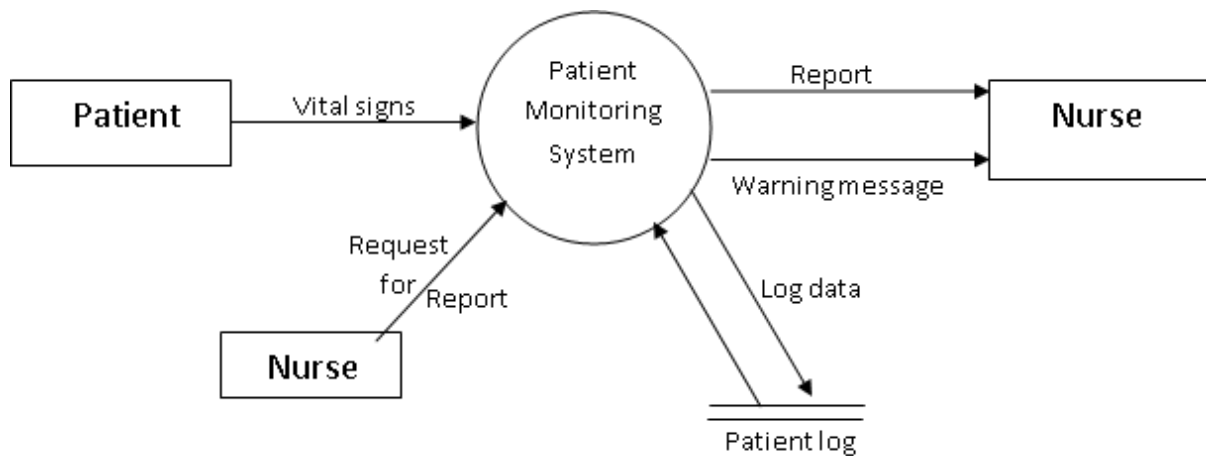 Patient
Vital signs
Patient
Monitoring
System
Report
Warning message
Nurse
Request
for
Report
Nurse
Log data
Patient log